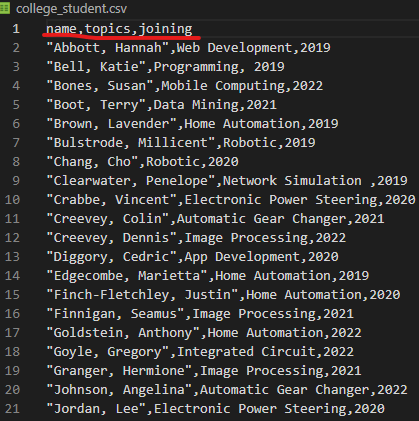 college_student.csv
1 name,topics,joining
2 "Abbott, Hannah",Web Development,2019
3 "Bell, Katie",Programming, 2019
4 "Bones, Susan",Mobile Computing,2022
5 "Boot, Terry",Data Mining,2021
6 "Brown, Lavender",Home Automation,2019
7 "Bulstrode, Millicent",Robotic,2019
8 "Chang, Cho",Robotic,2020
9 "Clearwater, Penelope",Network Simulation ,2019
10 "Crabbe, Vincent",Electronic Power Steering,2020
11 "Creevey, Colin",Automatic Gear Changer,2021
12 "Creevey, Dennis",Image Processing,2022
13 "Diggory, Cedric",App Development,2020
14 "Edgecombe, Marietta",Home Automation,2019
15 "Finch-Fletchley, Justin",Home Automation,2020
16 "Finnigan, Seamus",Image Processing,2021
17 "Goldstein, Anthony",Home Automation,2022
18 "Goyle, Gregory",Integrated Circuit,2022
19 "Granger, Hermione",Image Processing,2021
20 "Johnson, Angelina",Automatic Gear Changer,2022
21 "Jordan, Lee",Electronic Power Steering,2020